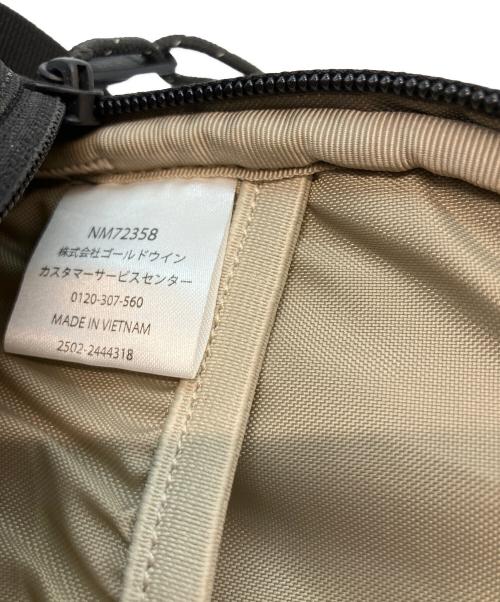 NM72358
株式会社ゴールドウイン
カスタマーサービスセンター
0120-307-560
MADE IN VIETNAM
2502-2444318